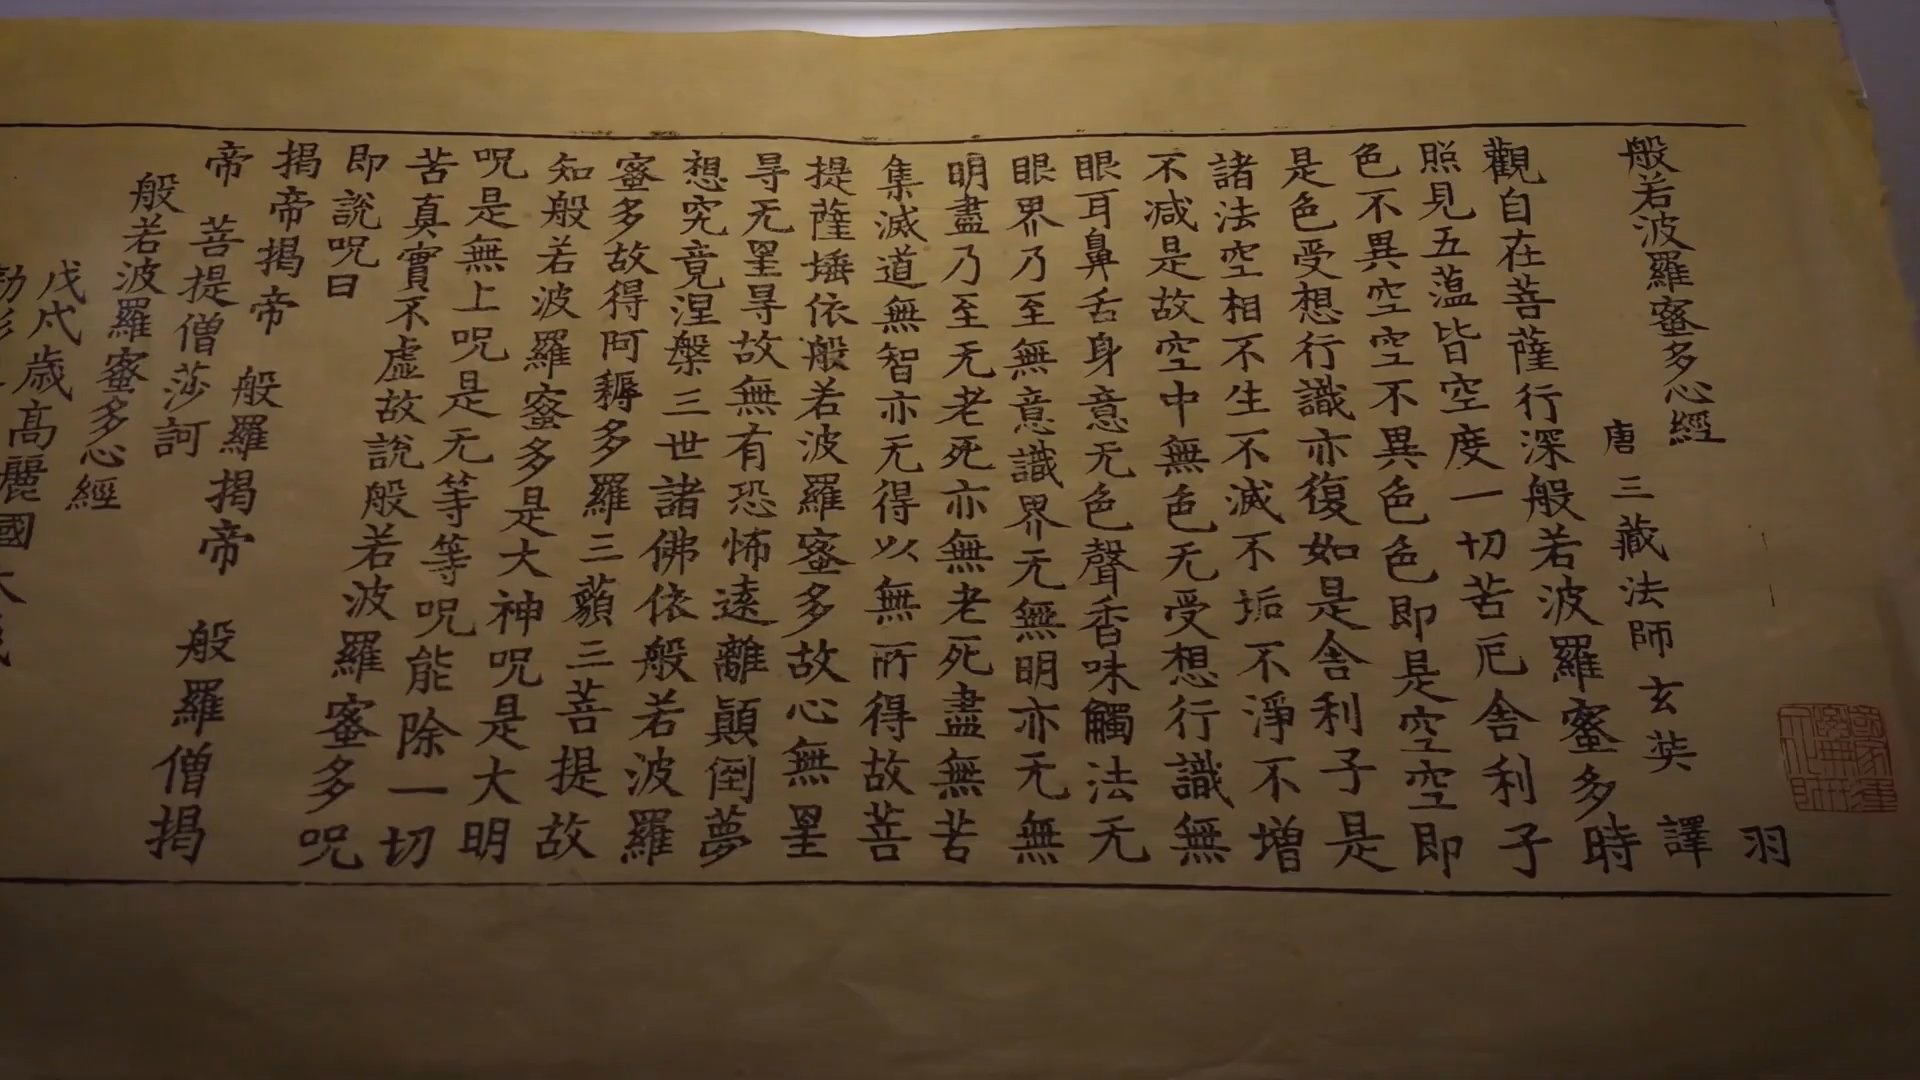 般若波羅蜜多心經
羽
唐三藏法師玄奘譯
觀自在菩薩行深般若波羅蜜多時
照見五蕰皆空度一切苦厄舍利子
色不異空空不異色色即是空空即
是色受想行識亦復如是舍利子是
諸法空相不生不滅不垢不淨不增
不减是故空中無色无受想行識無
眼耳鼻舌身意无色聲香味觸法无
眼界乃至無意識界无無明亦无無
明盡乃至无老死亦無老死盡無苦
集滅道無智亦无得以無所得故菩
提薩埵依般若波羅蜜多故心無罣
㝵无罣㝵故無有恐怖逺離顚倒夢
想究竟涅槃三世諸佛依般若波羅
蜜多故得阿耨多羅三藐三菩提故
知般若波羅蜜多是大神呪是大明
呪是無上呪是无等等呪能除一切
苦真實不虛故說般若波羅蜜多呪
即說呪曰
揭帝揭帝 般羅揭帝 般羅僧揭
帝 菩提僧莎訶
般若波羅蜜多心經
戊戌歲高麗國大